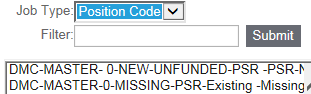 Job Type: Position Code
Filter: Submit
DMC-MASTER- 0-NEW-UNFUNDED-PSR -PSR-N
DMC-MASTER-0-MISSING-PSR-Existing -Missing